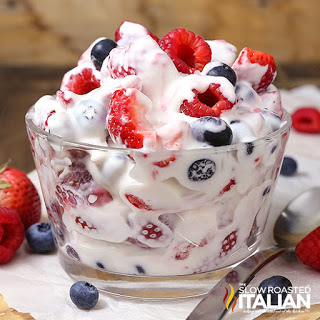 THE
SLOW ROASTED
ITALIAN